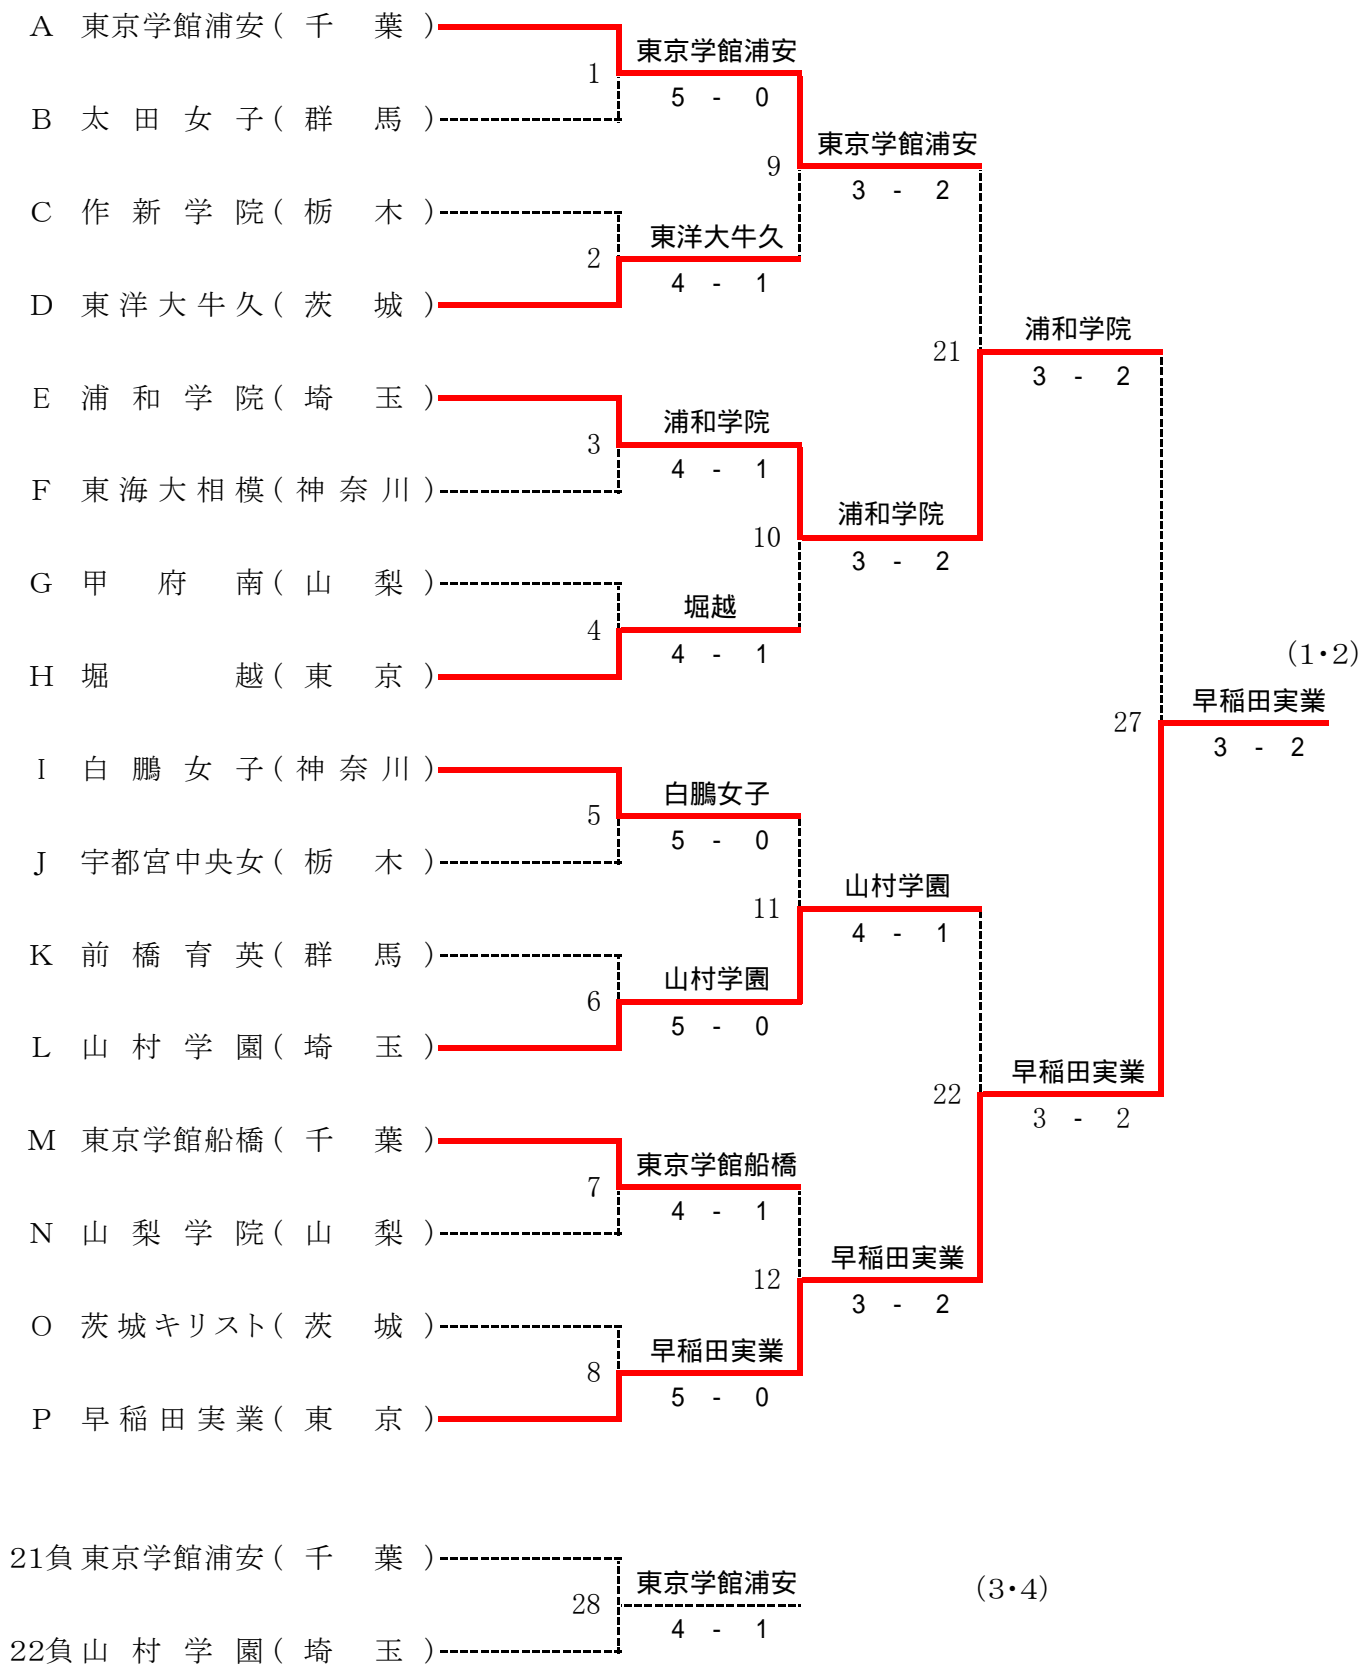 A 東京学館浦安(千葉)
東京学館浦安
1
5 - 0
B 太田女子(群馬)
東京学館浦安
9
3 - 2
C 作新学院(栃木)
東洋大牛久
2
4 - 1
D 東洋大牛久(茨城)
浦和学院
21
3 - 2
E 浦和学院(埼玉)
浦和学院
3
4 - 1
F 東海大相模(神奈川)
浦和学院
10
3 - 2
G 甲府南(山梨)
堀越
4
4 - 1
H 堀越(東京)
(1・2)
早稲田実業
27
3 - 2
I 白鵬女子(神奈川)
白鵬女子
5
5 - 0
J 宇都宮中央女(栃木)
山村学園
11
4 - 1
K 前橋育英(群馬)
山村学園
6
5 - 0
L 山村学園(埼玉)
早稲田実業
22
3 - 2
M 東京学館船橋(千葉)
東京学館船橋
7
4 - 1
N 山梨学院(山梨)
早稲田実業
12
3 - 2
O 茨城キリスト(茨城)
早稲田実業
8
5 - 0
P 早稲田実業(東京)
21負 東京学館浦安(千葉)
東京学館浦安
28
(3・4)
4 - 1
22負 山村学園(埼玉)